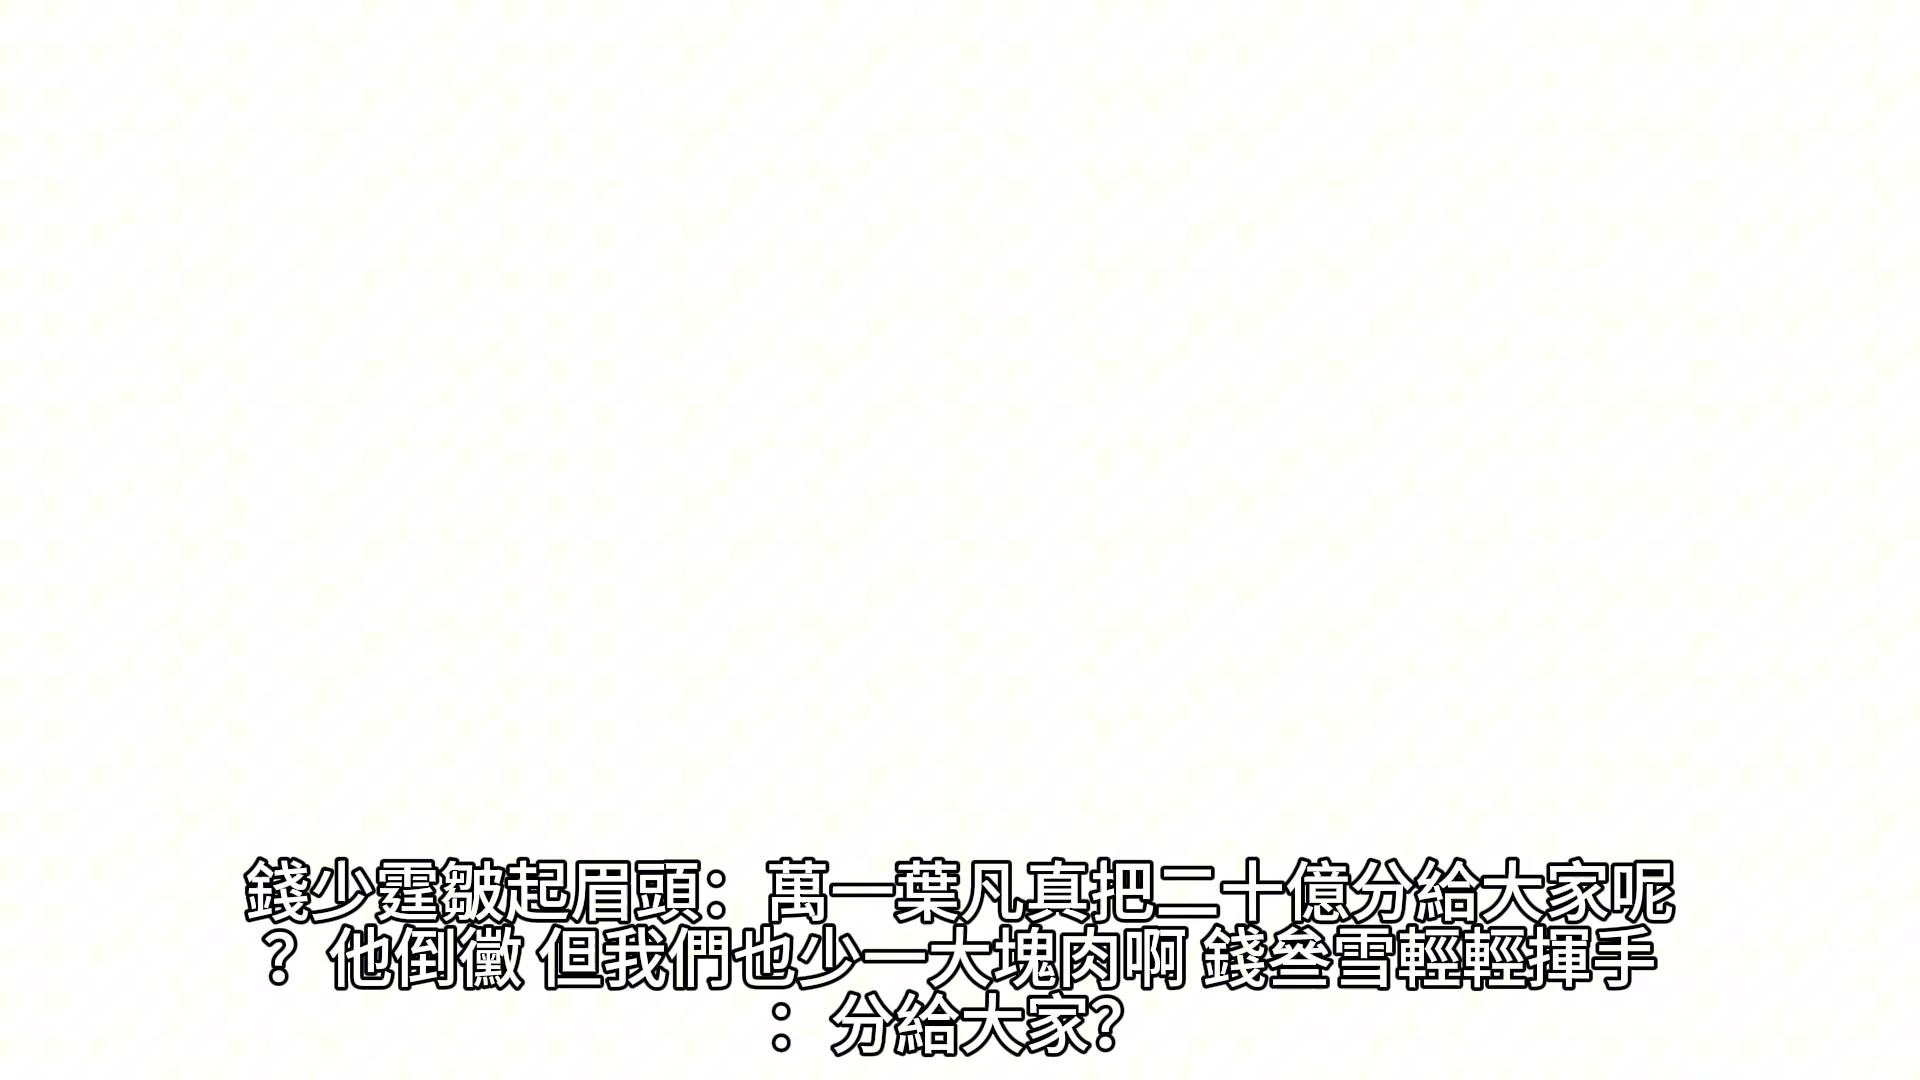 錢少霆皺起眉頭：萬一葉凡真把二十億分給大家呢
？他倒黴 但我們也少一大塊肉啊 錢叄雪輕輕揮手
：分給大家？